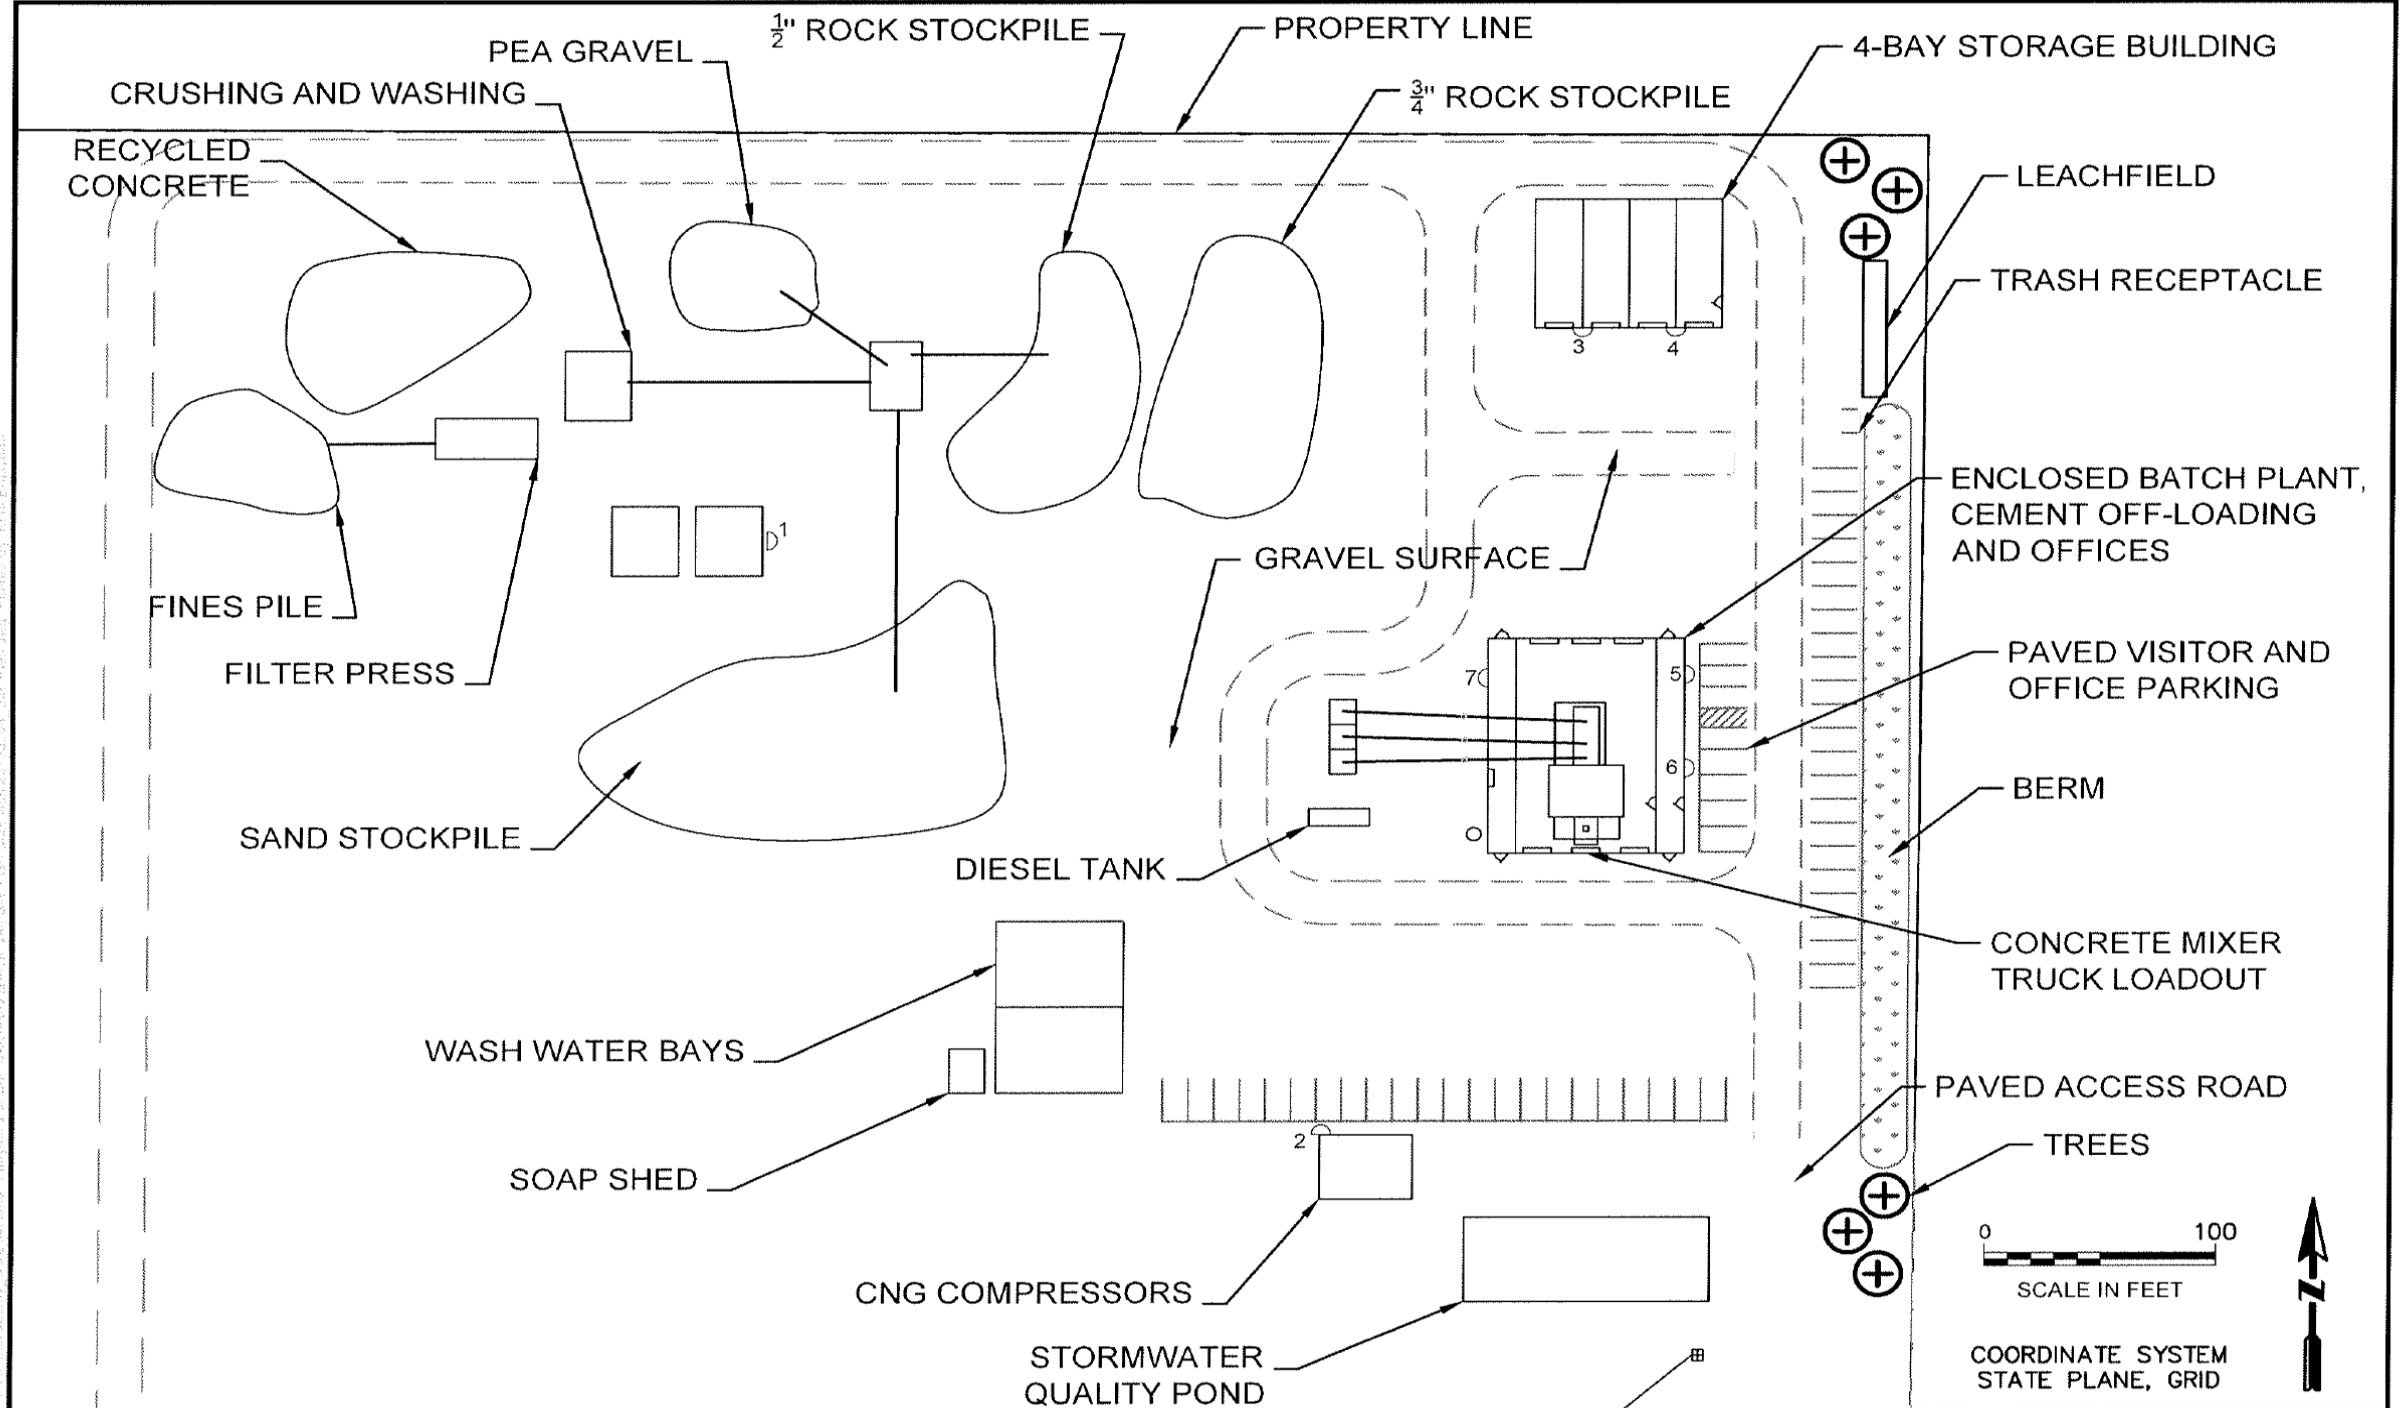 1/2" ROCK STOCKPILE
PROPERTY LINE
PEA GRAVEL
4-BAY STORAGE BUILDING
CRUSHING AND WASHING
3/4" ROCK STOCKPILE
RECYCLED
CONCRETE
LEACHFIELD
TRASH RECEPTACLE
3
4
ENCLOSED BATCH PLANT,
CEMENT OFF-LOADING
AND OFFICES
1
GRAVEL SURFACE
FINES PILE
FILTER PRESS
PAVED VISITOR AND
OFFICE PARKING
7
5
6
BERM
SAND STOCKPILE
DIESEL TANK
CONCRETE MIXER
TRUCK LOADOUT
WASH WATER BAYS
PAVED ACCESS ROAD
2
TREES
SOAP SHED
0 100
SCALE IN FEET
CNG COMPRESSORS
N
STORMWATER
QUALITY POND
COORDINATE SYSTEM
STATE PLANE, GRID